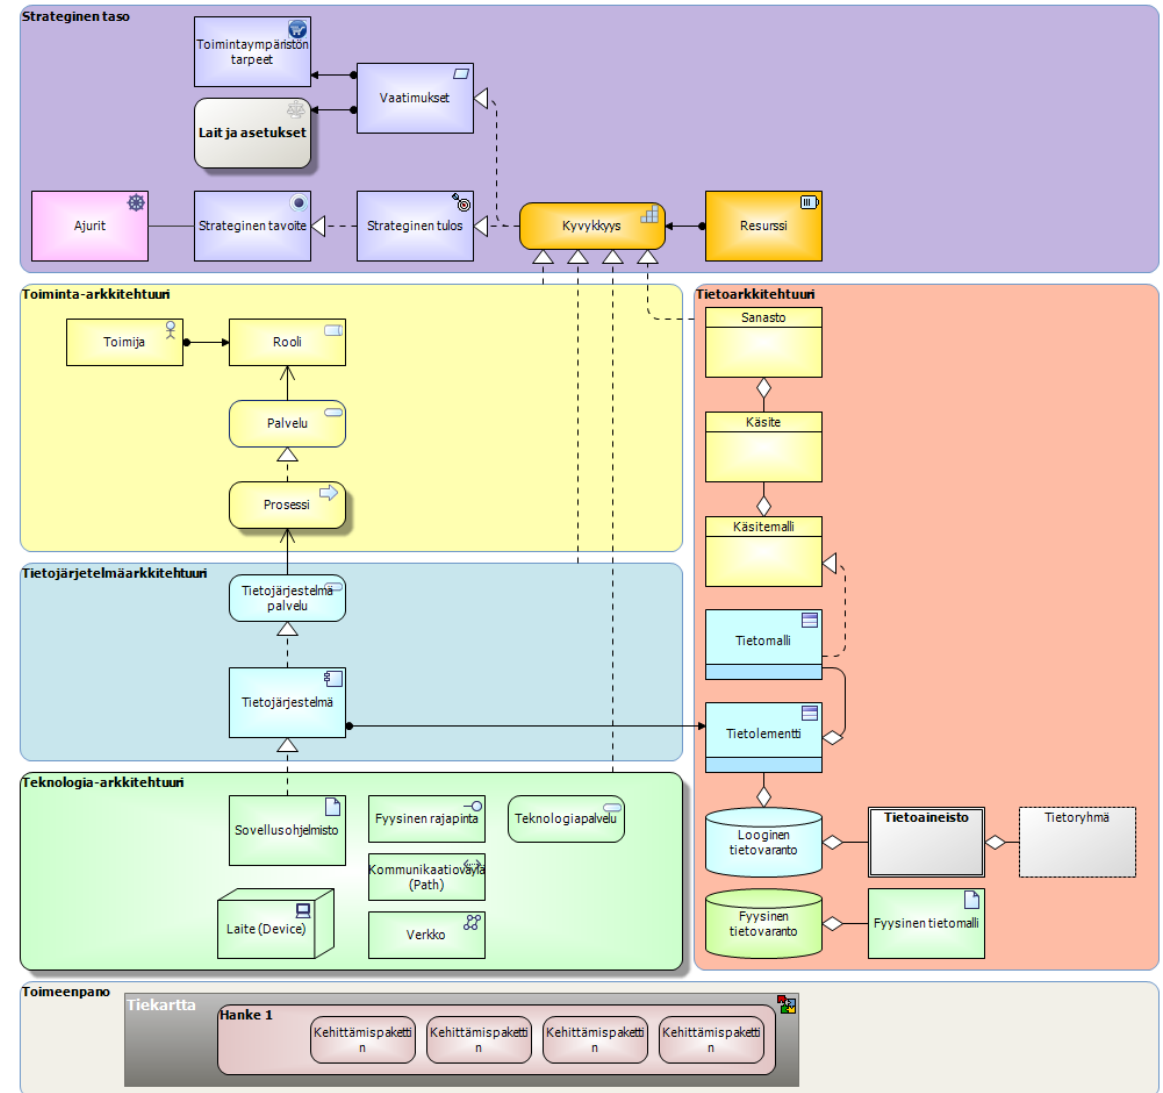 Strateginen taso
Toimintaympäristön
tarpeet
Vaatimukset
Lait ja asetukset
Ajurit
Strateginen tavoite
Strateginen tulos
Kyvykkyys
Resurssi
Toiminta-arkkitehtuuri
Toimija
Rooli
Palvelu
Prosessi
Tietojärjetelmäarkkitehtuuri
Tietojärjestelmä
palvelu
Tietojärjestelmä
Teknologia-arkkitehtuuri
Sovellusohjelmisto
Fyysinen rajapinta
Teknologiapalvelu
Kommunikaatioväylä
(Path)
Laite (Device)
Verkko
Tietoarkkitehtuuri
Sanasto
Käsite
Käsitemalli
Tietomalli
Tietolementti
Looginen
tietovaranto
Tietoaineisto
Tietoryhmä
Fyysinen
tietovaranto
Fyysinen tietomalli
Toimeenpano
Tiekartta
Hanke 1
Kehittämispaketti
n
Kehittämispaketti
n
Kehittämispaketti
n
Kehittämispaketti
n